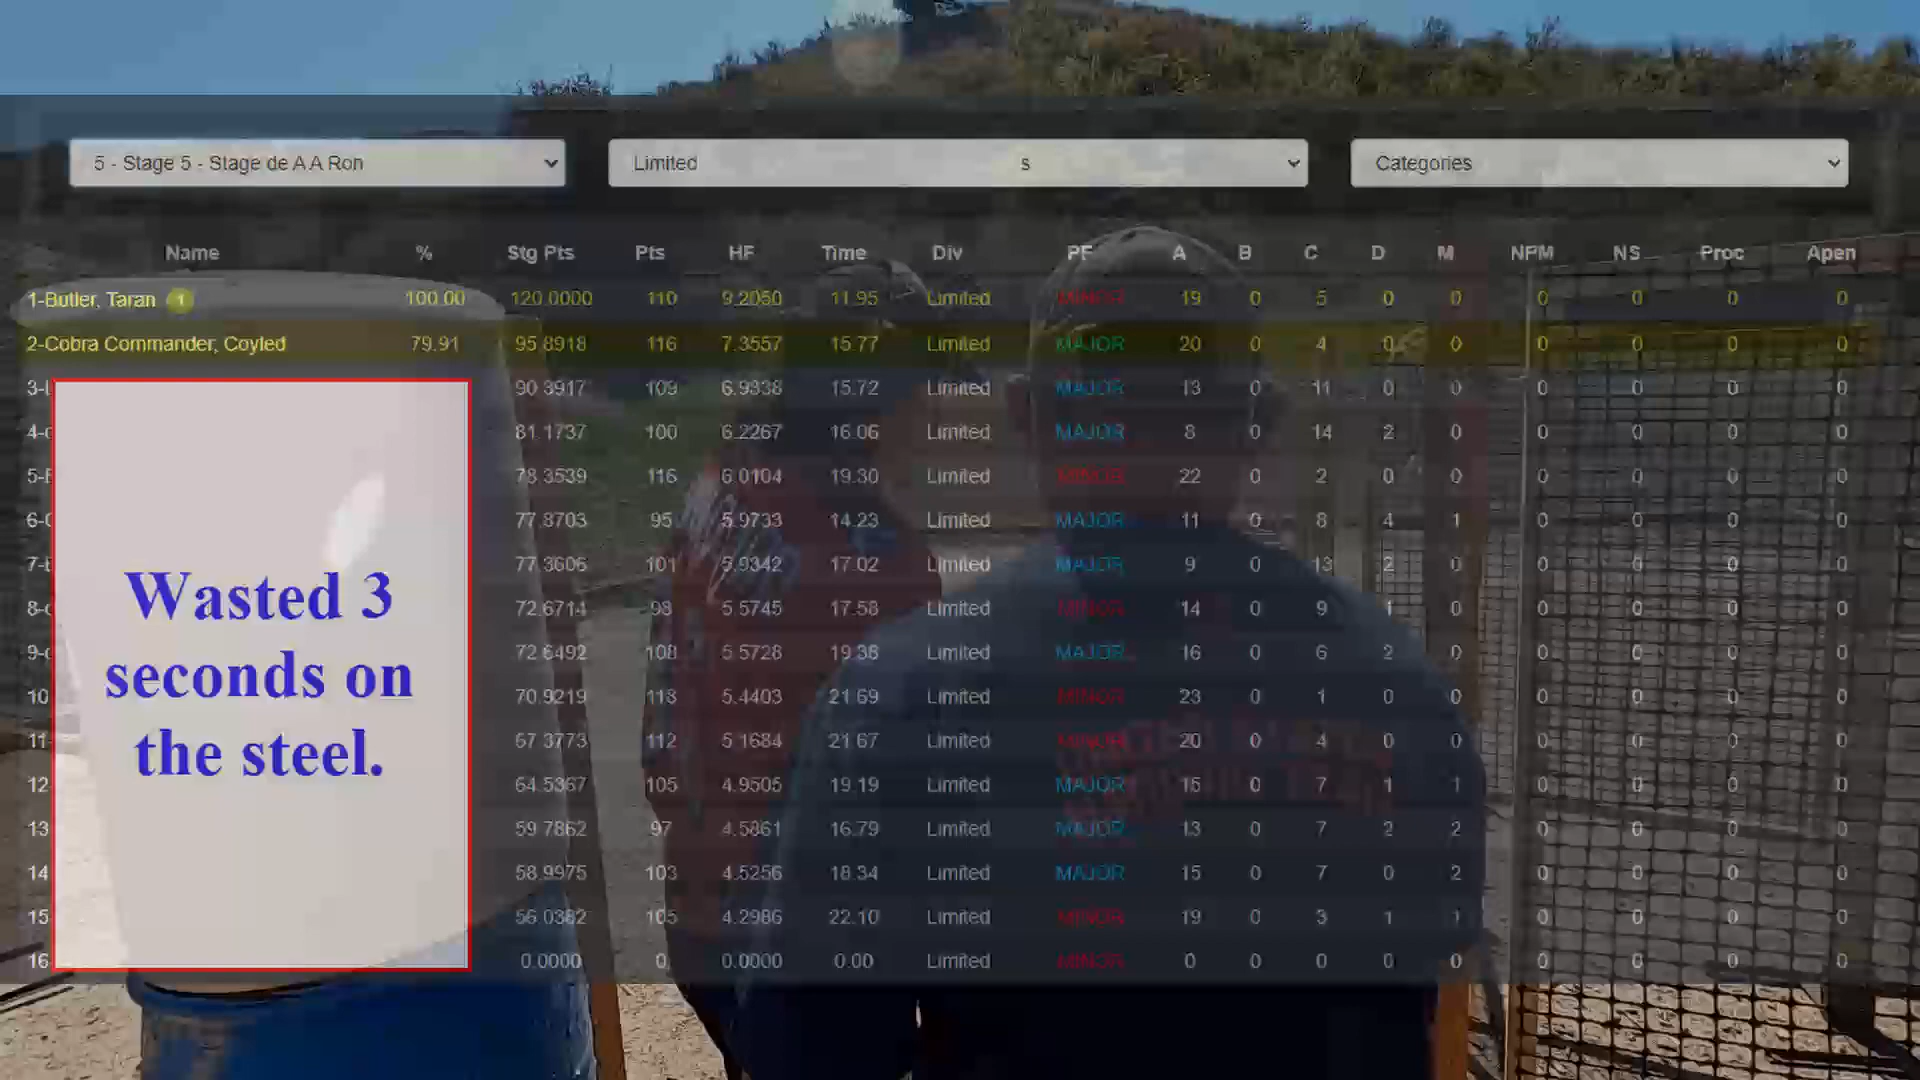 5 - Stage 5 - Stage de A A Ron Limited s Categories
Name % Stg Pts Pts HF Time Div PF A B C D M NPM NS Proc Apen
1-Butler, Taran 1 100.00 120.0000 110 9.2050 11.95 Limited MINOR 19 0 5 0 0 0 0 0 0
2-Cobra Commander, Coyled 79.91 95.8918 116 7.3557 15.77 Limited MAJOR 20 0 4 0 0 0 0 0 0
3- 90.3917 109 6.9338 15.72 Limited MAJOR 13 0 11 0 0 0 0 0 0
4- 81.1737 100 6.2267 16.06 Limited MAJOR 8 0 14 2 0 0 0 0 0
5- 78.3539 116 6.0104 19.30 Limited MINOR 22 0 2 0 0 0 0 0 0
6- 77.8703 95 5.9733 14.23 Limited MAJOR 11 0 8 4 1 0 0 0 0
7- 77.3606 101 5.9342 17.02 Limited MAJOR 9 0 13 2 0 0 0 0 0
8- 72.6714 98 5.5745 17.58 Limited MINOR 14 0 9 1 0 0 0 0 0
9- 72.6492 108 5.5728 19.38 Limited MAJOR 16 0 6 2 0 0 0 0 0
10 70.9219 118 5.4403 21.69 Limited MINOR 23 0 1 0 0 0 0 0 0
11- 67.3773 112 5.1684 21.67 Limited MINOR 20 0 4 0 0 0 0 0 0
12 64.5367 105 4.9505 19.19 Limited MAJOR 15 0 7 1 1 0 0 0 0
13 59.7862 97 4.5861 16.79 Limited MAJOR 13 0 7 2 2 0 0 0 0
14 58.9975 103 4.5256 18.34 Limited MAJOR 15 0 7 0 2 0 0 0 0
15 56.0382 105 4.2986 22.10 Limited MINOR 19 0 3 1 1 0 0 0 0
16 0.0000 0 0.0000 0.00 Limited MINOR 0 0 0 0 0 0 0 0 0
Wasted 3
seconds on
the steel.